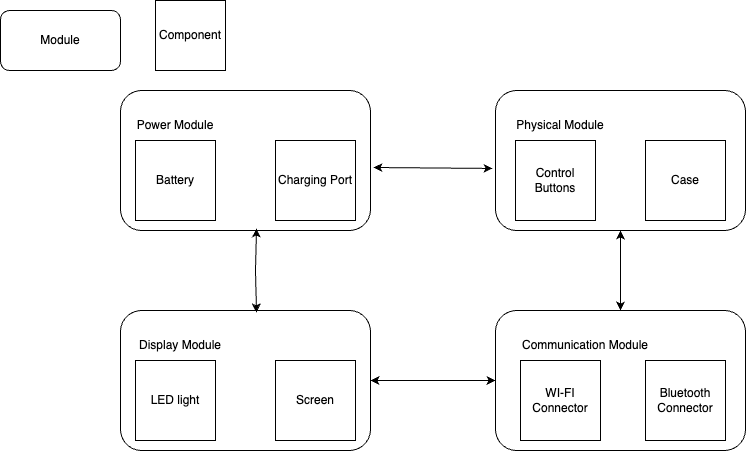 Module
Component
Power Module
Battery
Charging Port
Physical Module
Control
Buttons
Case
Display Module
LED light
Screen
Communication Module
WI-FI
Connector
Bluetooth
Connector